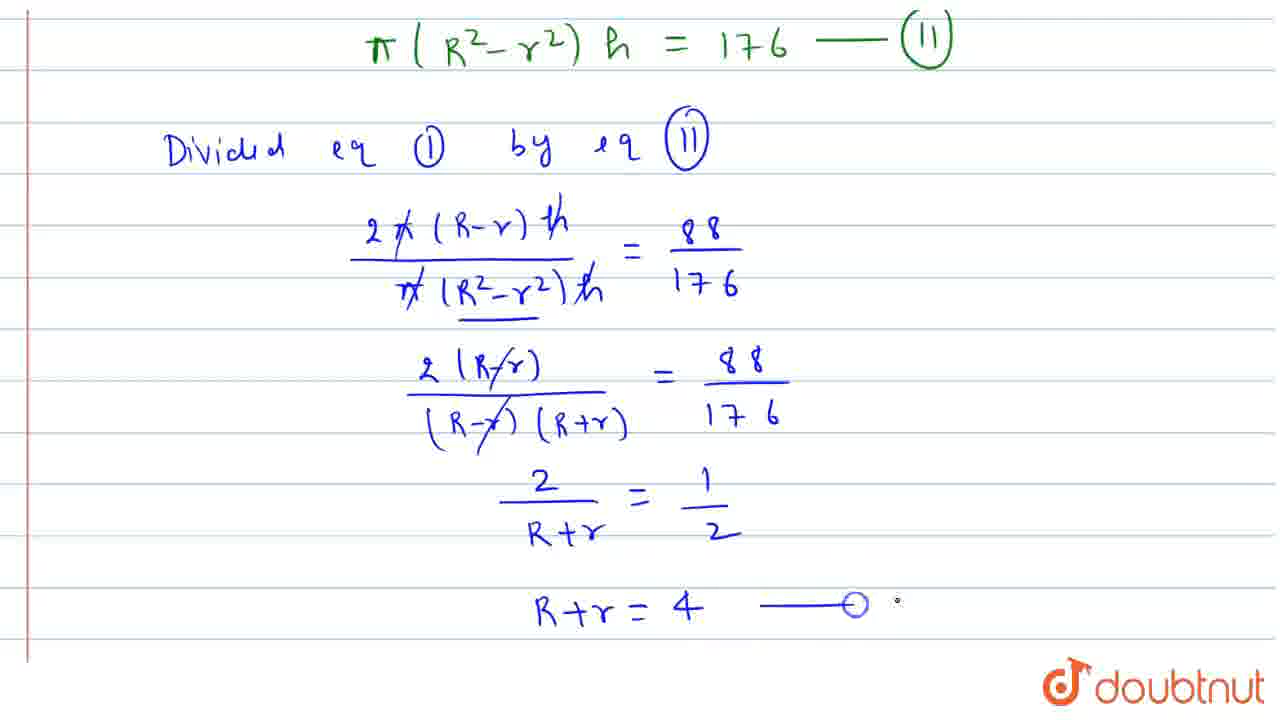 π (R²-r²) h = 176 — (11)
Divided eq (1) by eq (11)
2π (R-r) h / π (R²-r²) h = 88 / 176
2 (R-r) / (R-r) (R+r) = 88 / 176
2 / R+r = 1 / 2
R+r = 4 —
doubtnut